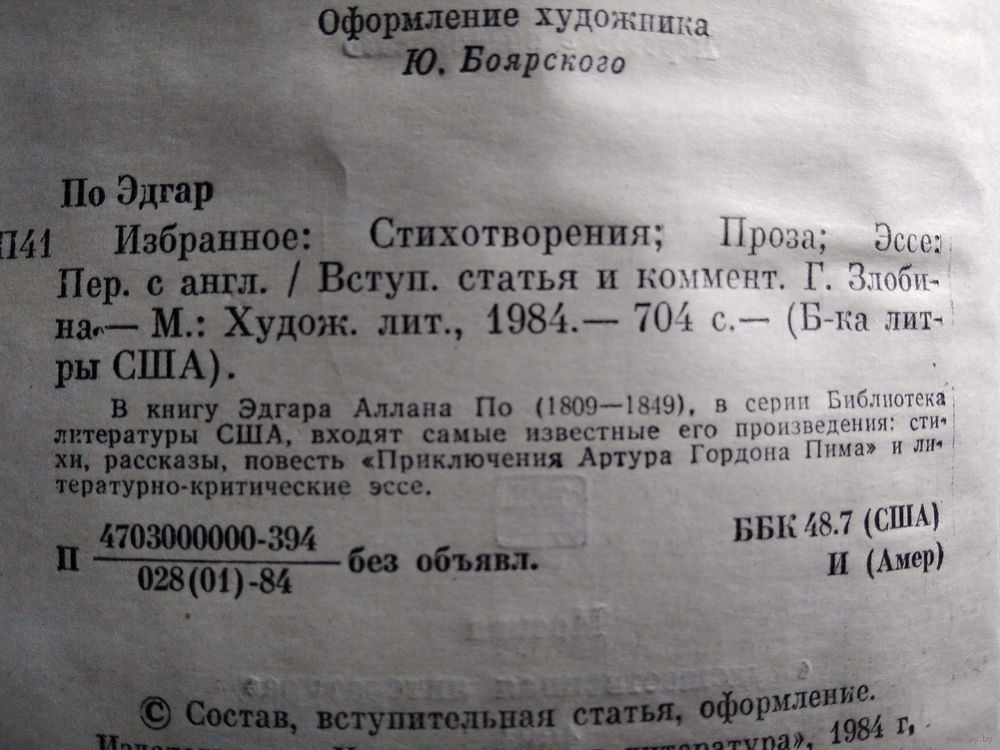 Оформление художника
Ю. Боярского
По Эдгар
П41 Избранное: Стихотворения; Проза; Эссе:
Пер. с англ. / Вступ. статья и коммент. Г. Злоби-
на.— М.: Худож. лит., 1984.— 704 с.— (Б-ка лит-
ры США).
В книгу Эдгара Аллана По (1809—1849), в серии Библиотека
литературы США, входят самые известные его произведения: сти-
хи, рассказы, повесть «Приключения Артура Гордона Пима» и ли-
тературно-критические эссе.
П 4703000000-394 без объявл.
028(01)-84
ББК 48.7 (США)
И (Амер)
© Состав, вступительная статья, оформление.
литература», 1984 г,
www.ay.by